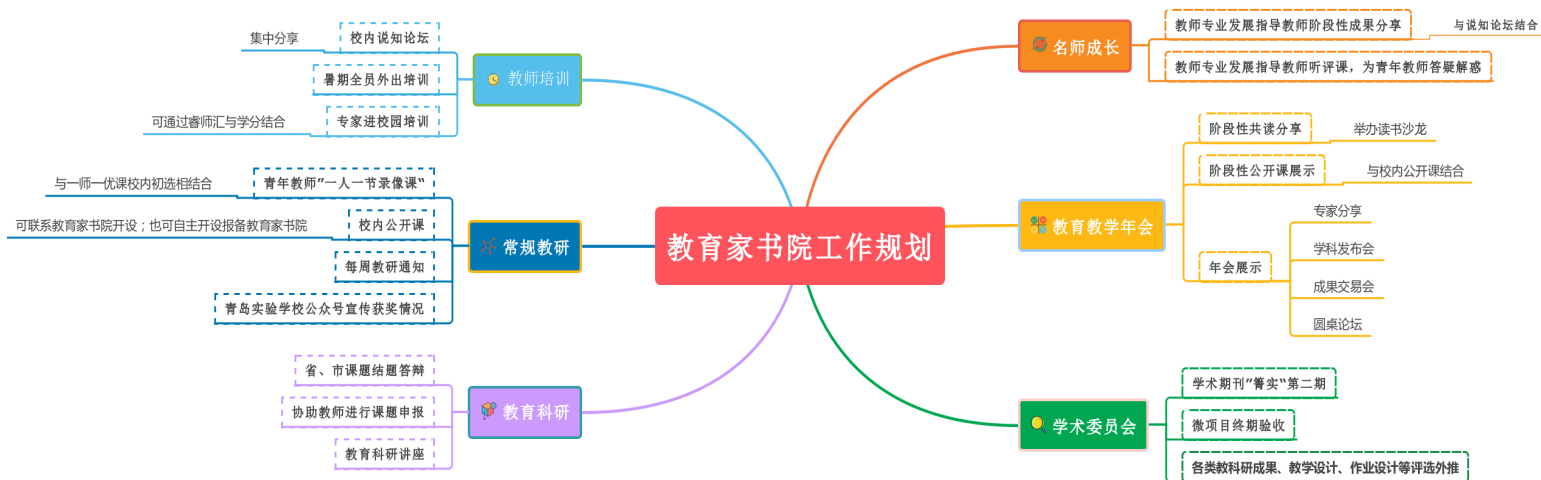 教育家书院工作规划
教师培训
校内说知论坛
集中分享
暑期全员外出培训
专家进校园培训
可通过睿师汇与学分结合
常规教研
青年教师"一人一节录像课“
与一师一优课校内初选相结合
校内公开课
可联系教育家书院开设；也可自主开设报备教育家书院
每周教研通知
青岛实验学校公众号宣传获奖情况
教育科研
省、市课题结题答辩
协助教师进行课题申报
教育科研讲座
名师成长
教师专业发展指导教师阶段性成果分享
与说知论坛结合
教师专业发展指导教师听评课，为青年教师答疑解惑
教育教学年会
阶段性共读分享
举办读书沙龙
阶段性公开课展示
与校内公开课结合
年会展示
专家分享
学科发布会
成果交易会
圆桌论坛
学术委员会
学术期刊"箐实“第二期
微项目终期验收
各类教科研成果、教学设计、作业设计等评选外推